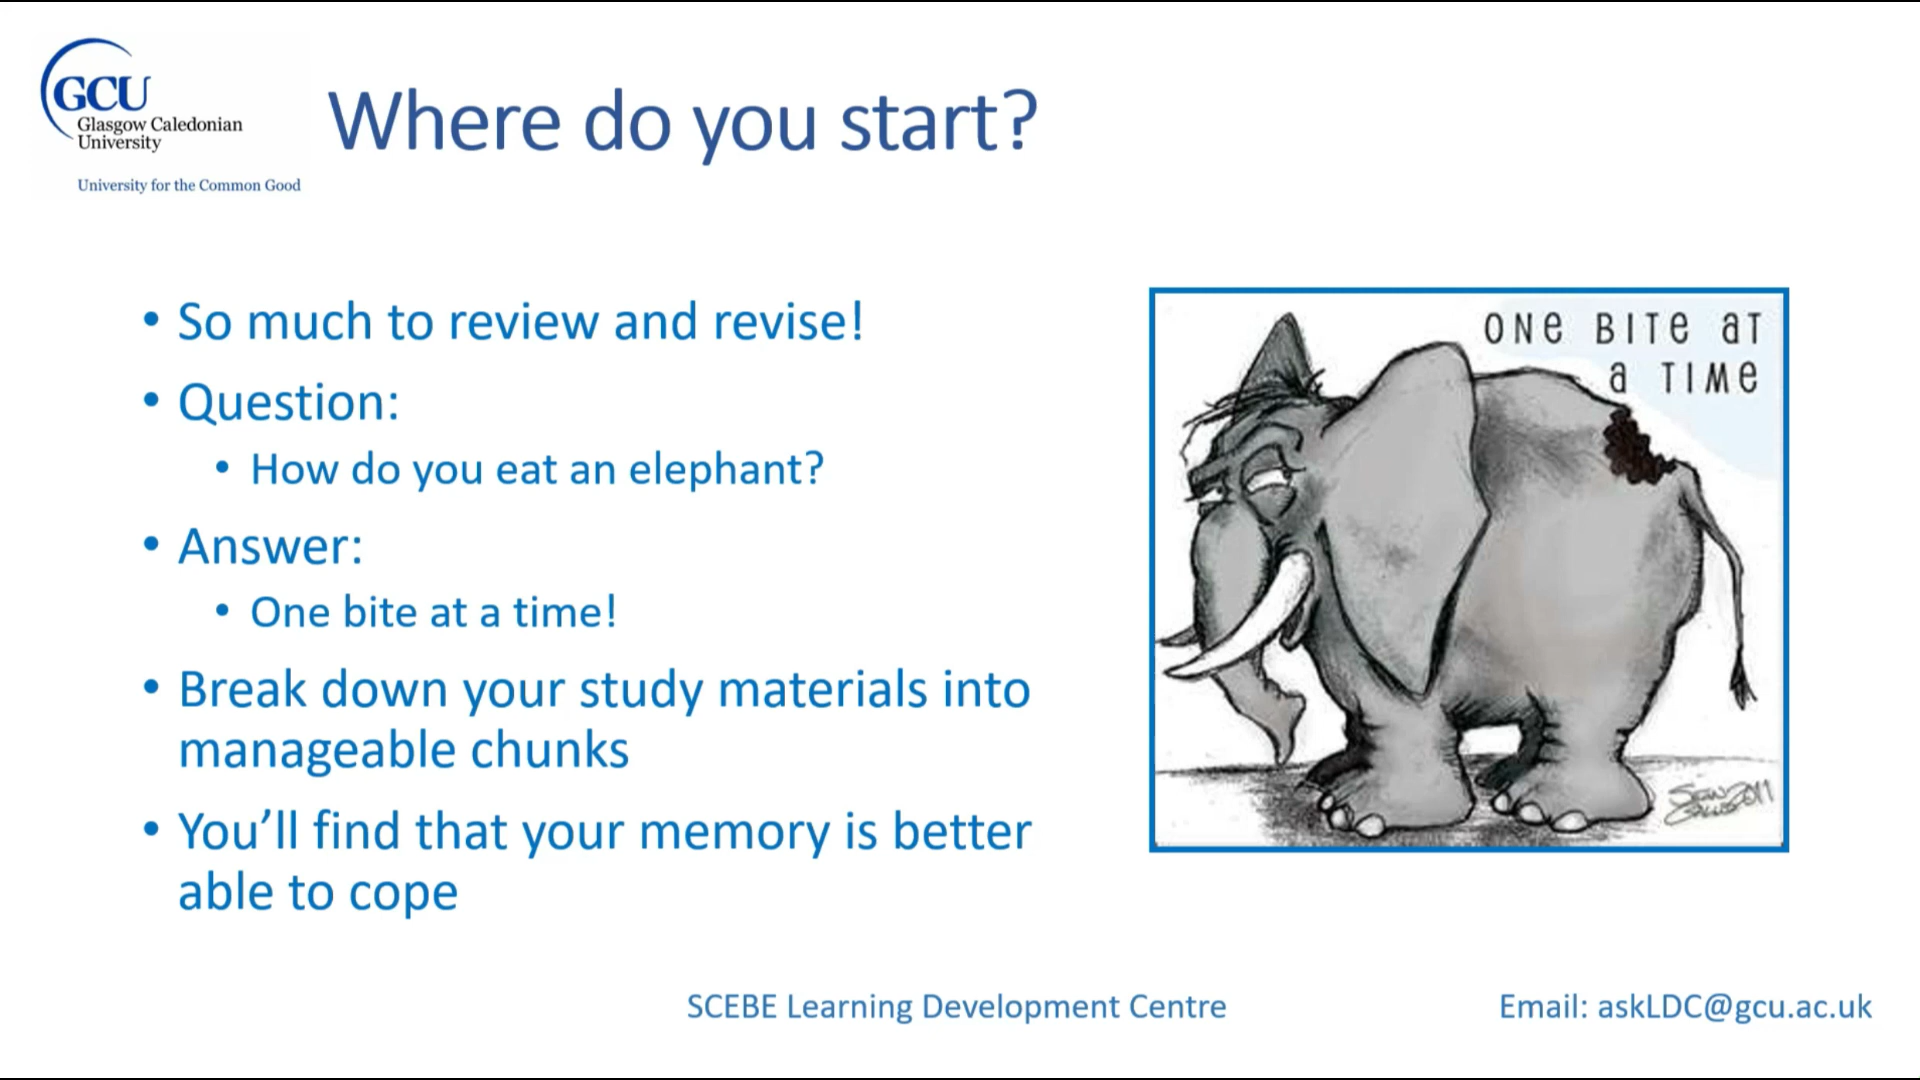 GCU
Glasgow Caledonian
University
University for the Common Good
Where do you start?
• So much to review and revise!
• Question:
• How do you eat an elephant?
• Answer:
• One bite at a time!
• Break down your study materials into
manageable chunks
• You’ll find that your memory is better
able to cope
ONe BITe aT
a TIMe
2011
SCEBE Learning Development Centre
Email: askLDC@gcu.ac.uk